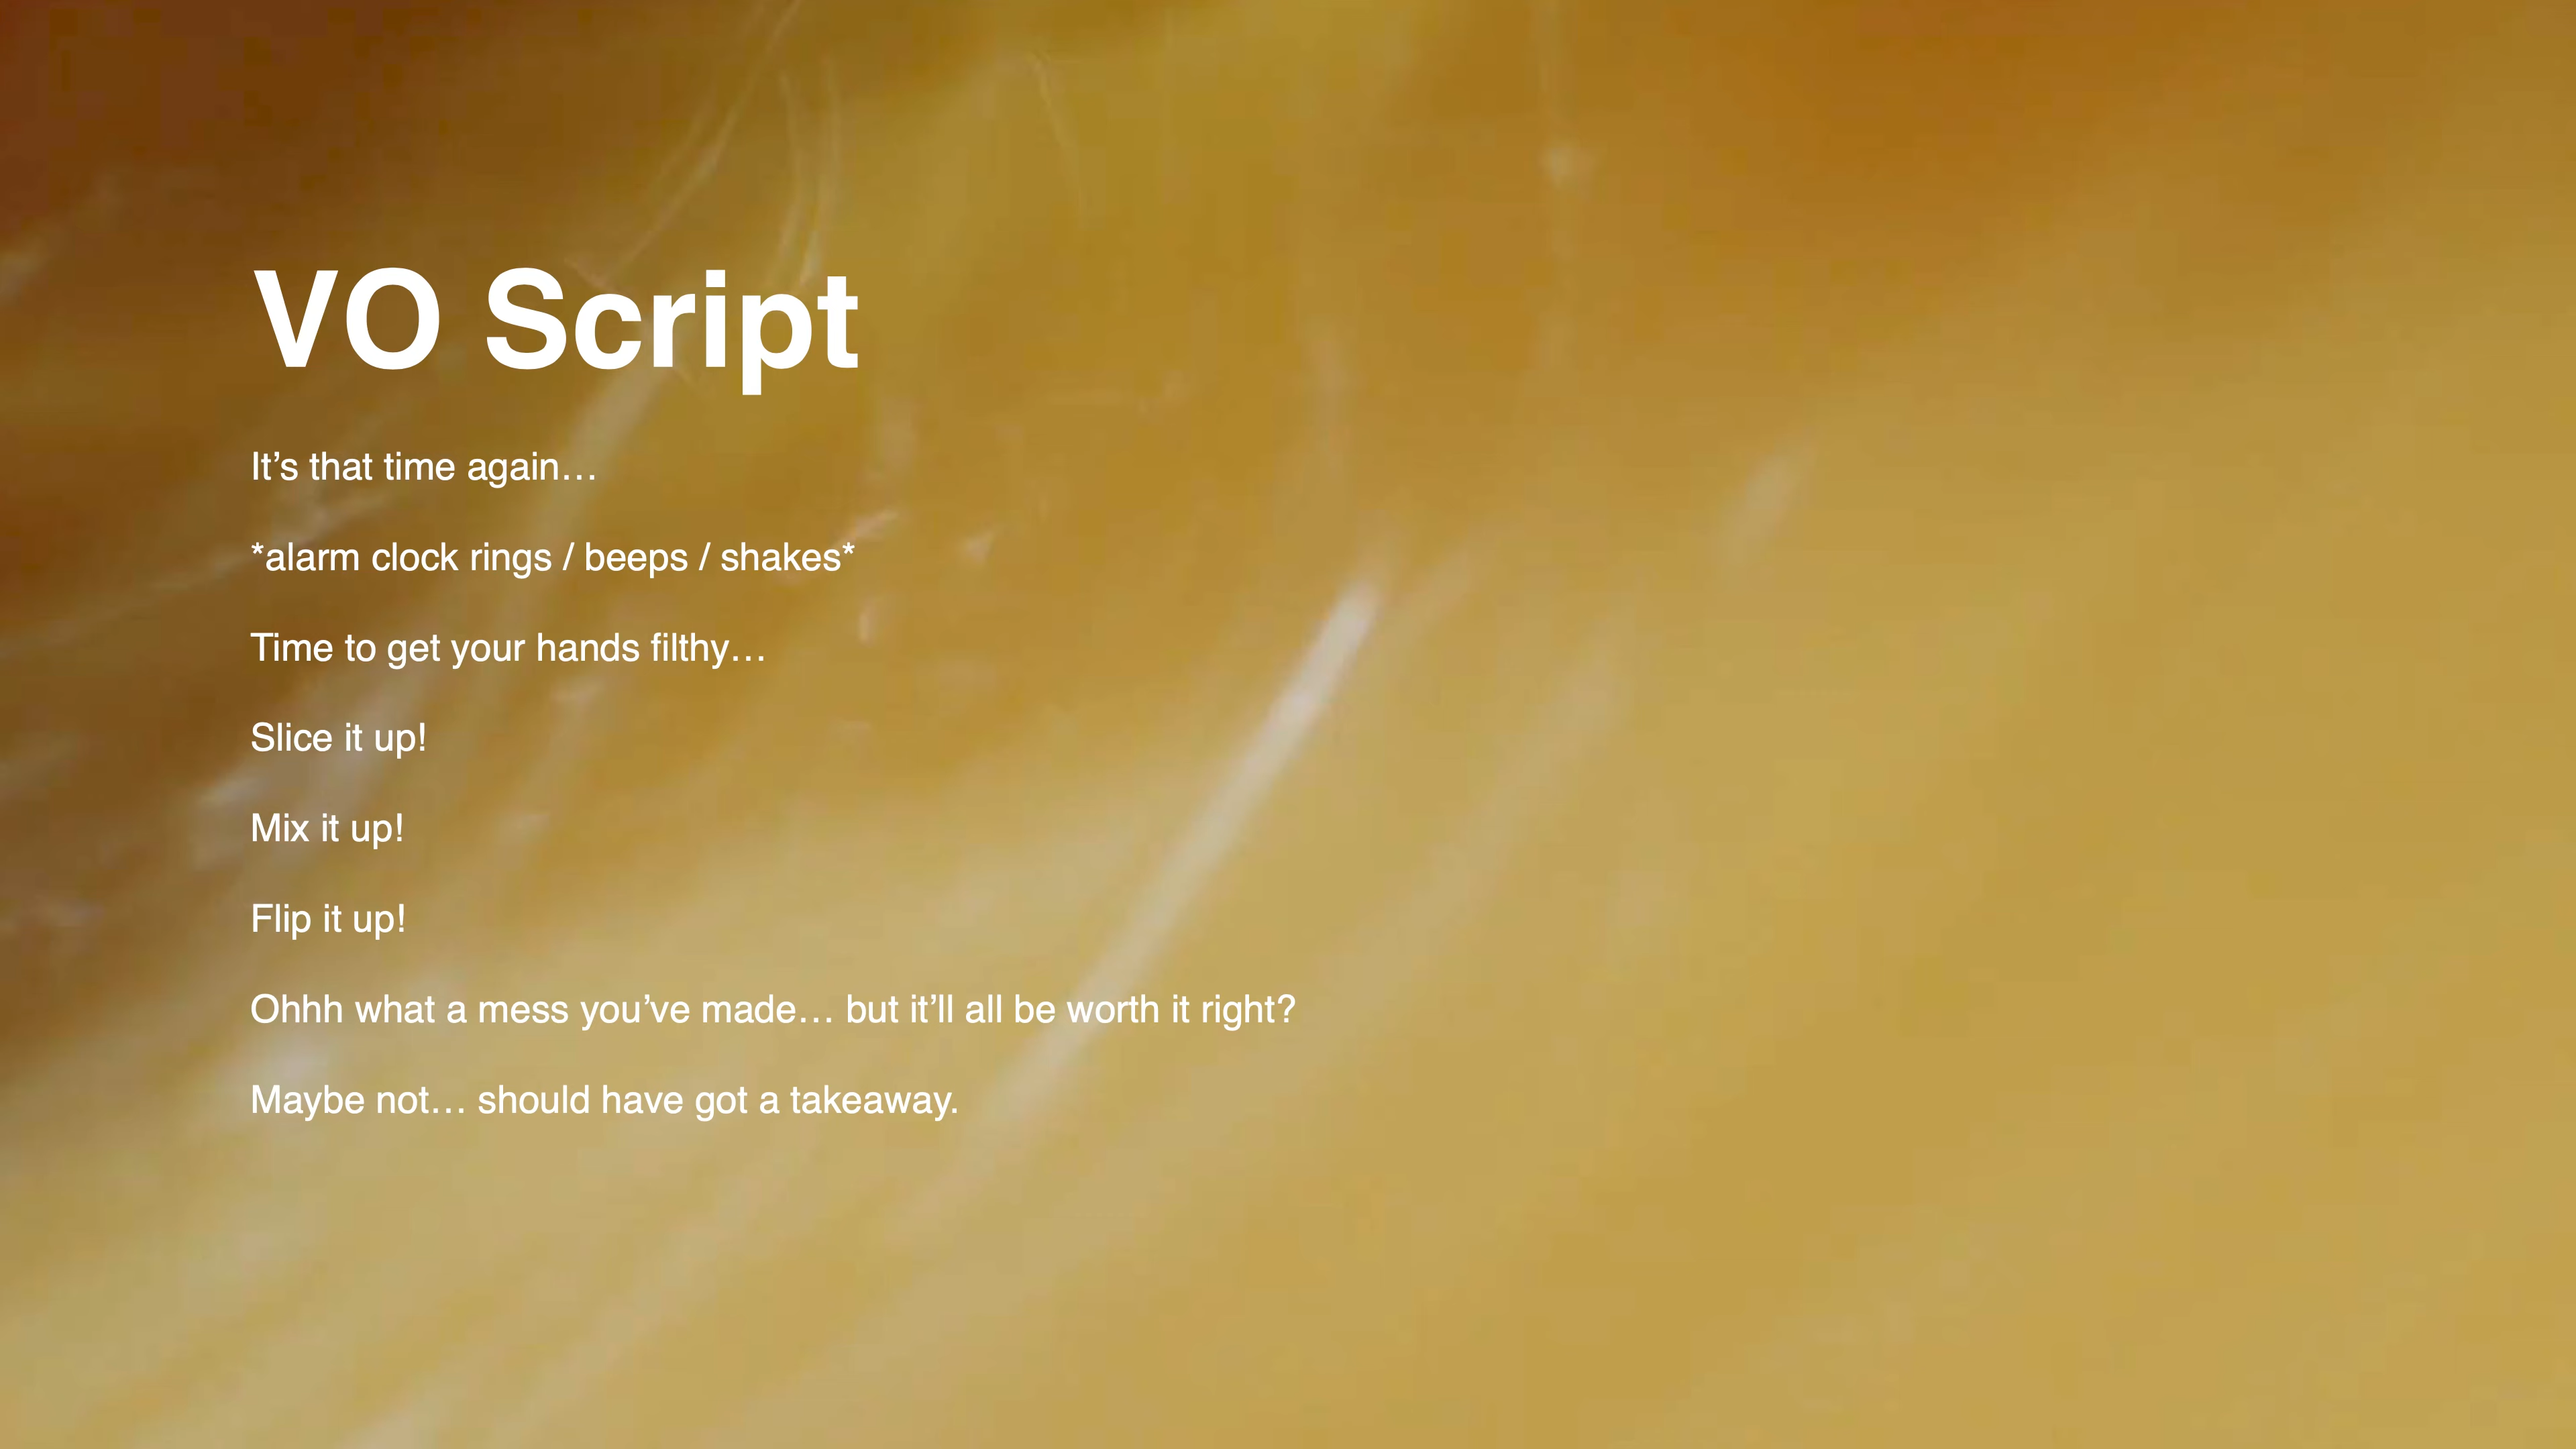 VO Script
It’s that time again…
*alarm clock rings / beeps / shakes*
Time to get your hands filthy…
Slice it up!
Mix it up!
Flip it up!
Ohhh what a mess you’ve made… but it’ll all be worth it right?
Maybe not… should have got a takeaway.